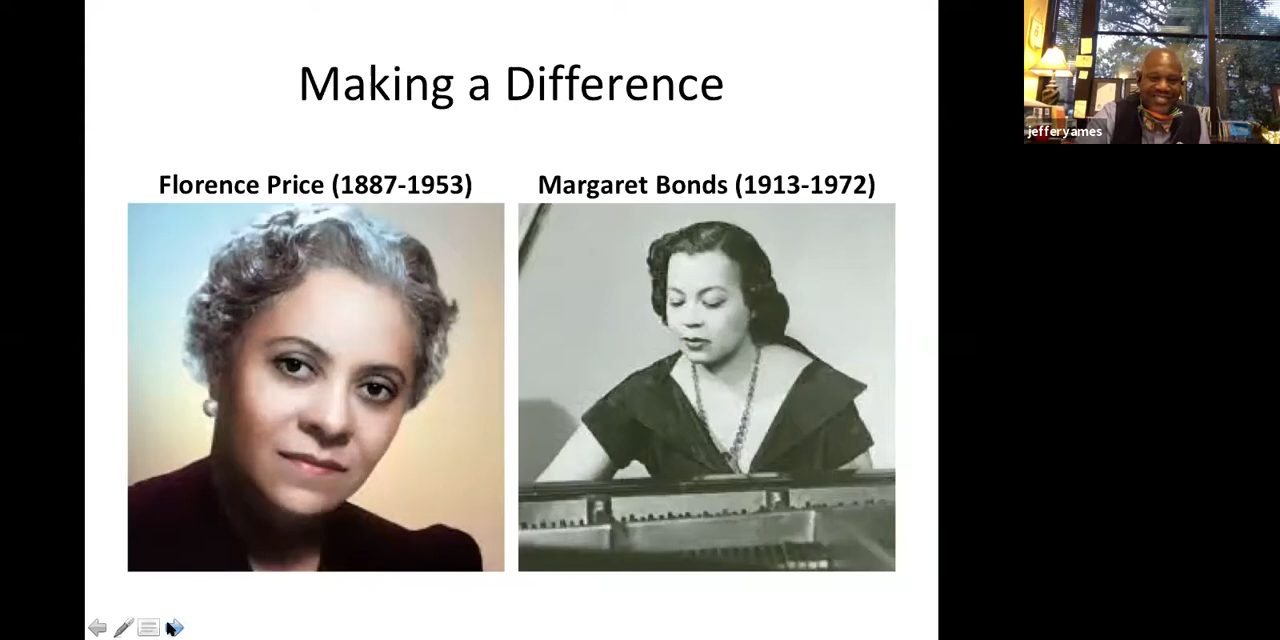 Making a Difference
Florence Price (1887-1953)
Margaret Bonds (1913-1972)
jefferyames